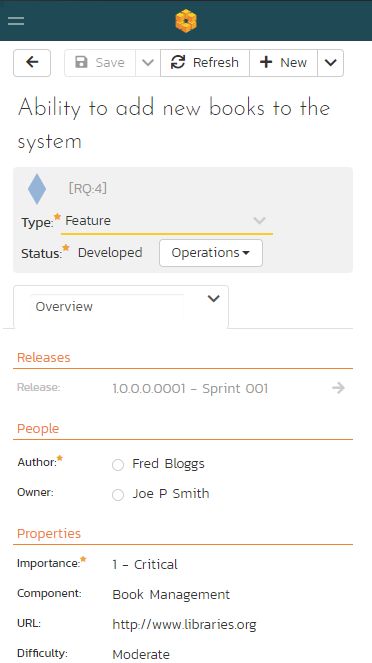 Save Refresh + New
Ability to add new books to the
system
[RQ:4]
Type:* Feature
Status:* Developed Operations
Overview
Releases
Release: 1.0.0.0.0001 - Sprint 001
People
Author:* Fred Bloggs
Owner: Joe P Smith
Properties
Importance:* 1 - Critical
Component: Book Management
URL: http://www.libraries.org
Difficulty: Moderate